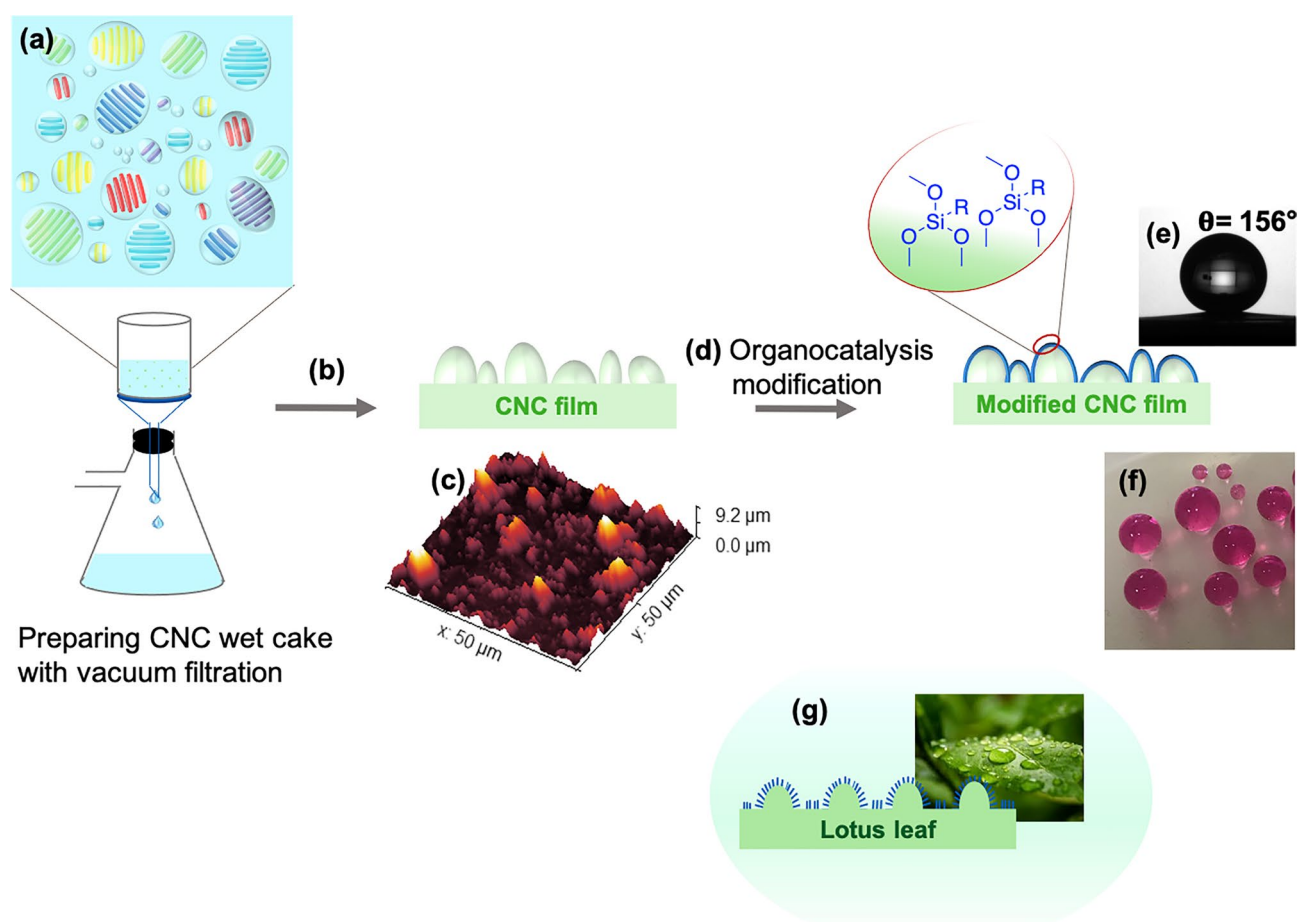 (a)
Preparing CNC wet cake
with vacuum filtration
(b)
CNC film
(c)
9.2 µm
0.0 µm
x: 50 µm
y: 50 µm
(d) Organocatalysis
modification
O
Si
R
O
O
O
Si
R
O
O
Modified CNC film
(e) θ= 156°
(f)
(g)
Lotus leaf